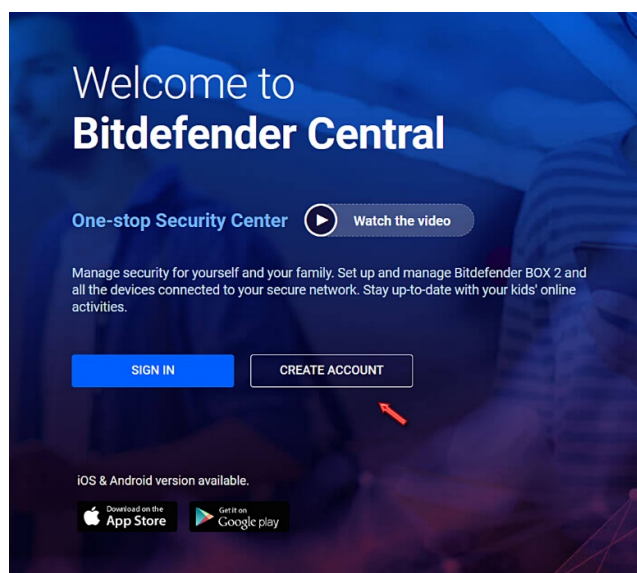 Welcome to
Bitdefender Central
One-stop Security Center Watch the video
Manage security for yourself and your family. Set up and manage Bitdefender BOX 2 and
all the devices connected to your secure network. Stay up-to-date with your kids' online
activities.
SIGN IN CREATE ACCOUNT
iOS & Android version available.
Download on the
App Store
Get it on
Google play